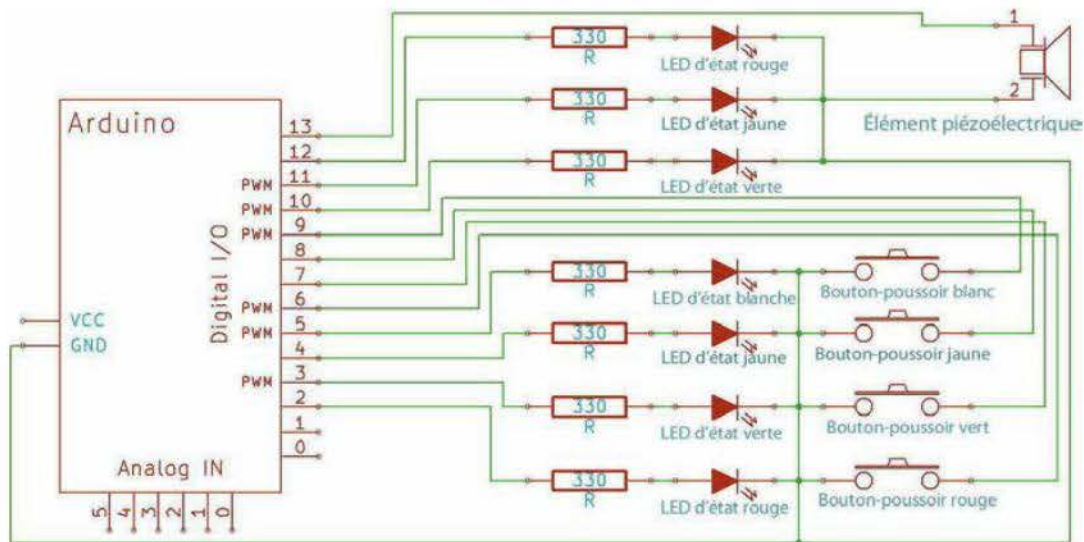 Arduino
Digital I/O
13
12
PWM 11
PWM 10
PWM 9
8
7
PWM 6
PWM 5
4
PWM 3
2
1
0
VCC
GND
Analog IN
5 4 3 2 1 0
330
R
LED d'état rouge
330
R
LED d'état jaune
330
R
LED d'état verte
1
2
Élément piézoélectrique
330
R
LED d'état blanche
Bouton-poussoir blanc
330
R
LED d'état jaune
Bouton-poussoir jaune
330
R
LED d'état verte
Bouton-poussoir vert
330
R
LED d'état rouge
Bouton-poussoir rouge